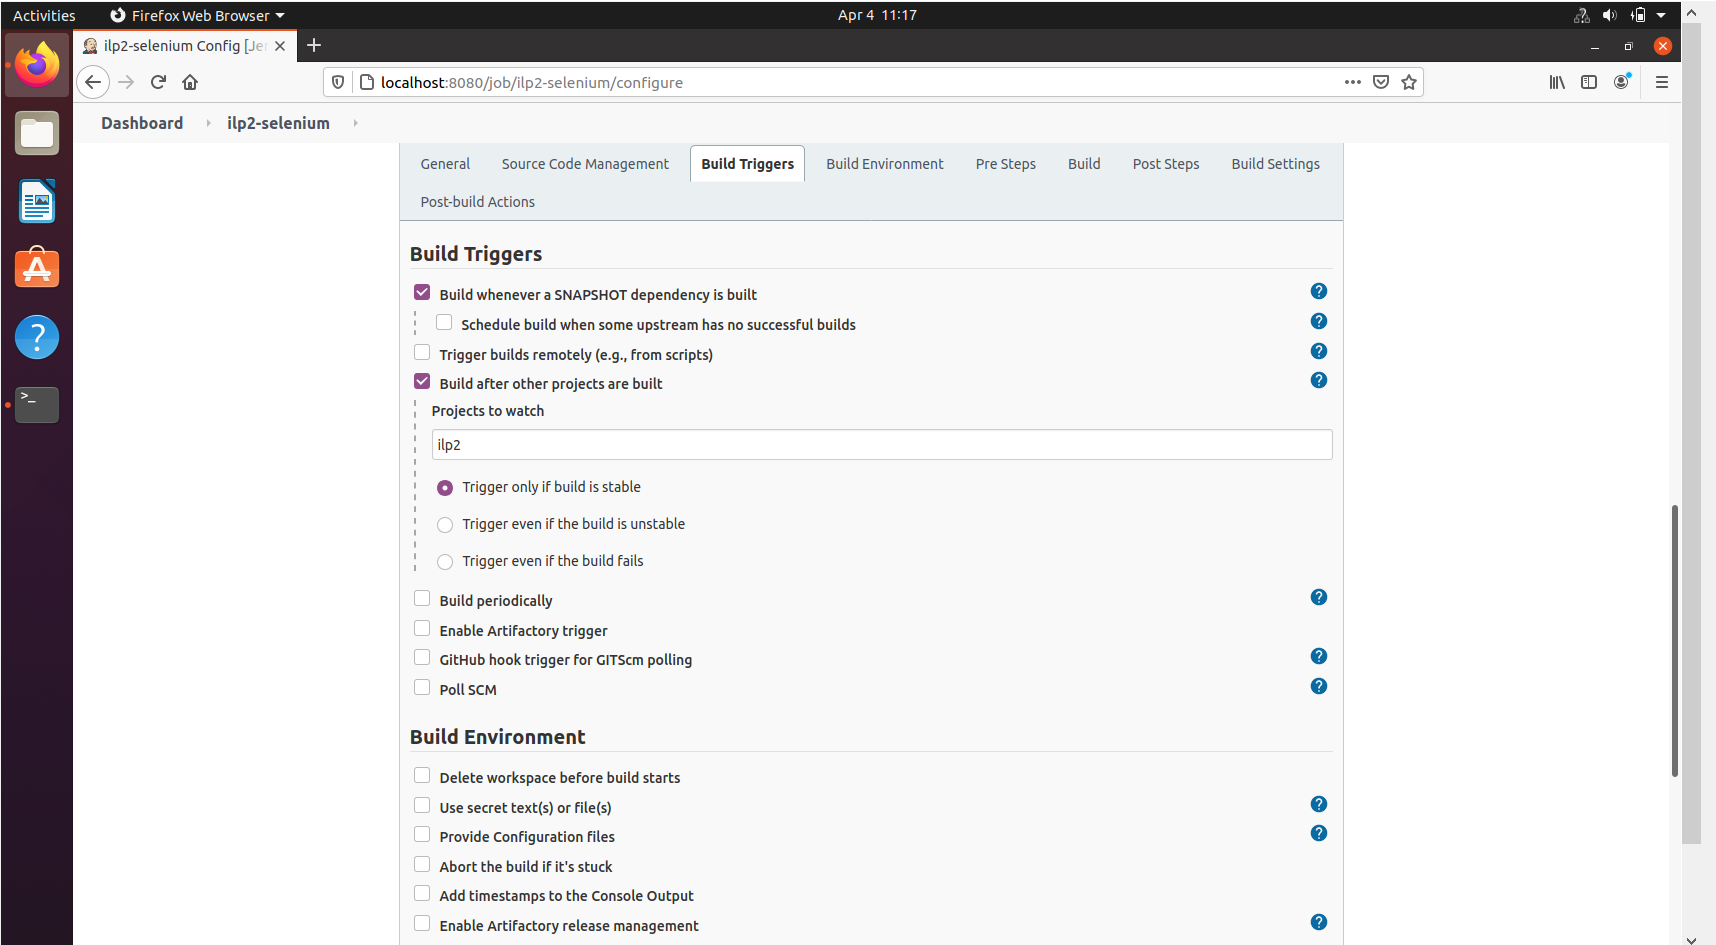 Activities Firefox Web Browser Apr 4 11:17
ilp2-selenium Config [Je
localhost:8080/job/ilp2-selenium/configure
Dashboard ilp2-selenium
General Source Code Management Build Triggers Build Environment Pre Steps Build Post Steps Build Settings
Post-build Actions
Build Triggers
Build whenever a SNAPSHOT dependency is built
Schedule build when some upstream has no successful builds
Trigger builds remotely (e.g., from scripts)
Build after other projects are built
Projects to watch
ilp2
Trigger only if build is stable
Trigger even if the build is unstable
Trigger even if the build fails
Build periodically
Enable Artifactory trigger
GitHub hook trigger for GITScm polling
Poll SCM
Build Environment
Delete workspace before build starts
Use secret text(s) or file(s)
Provide Configuration files
Abort the build if it's stuck
Add timestamps to the Console Output
Enable Artifactory release management